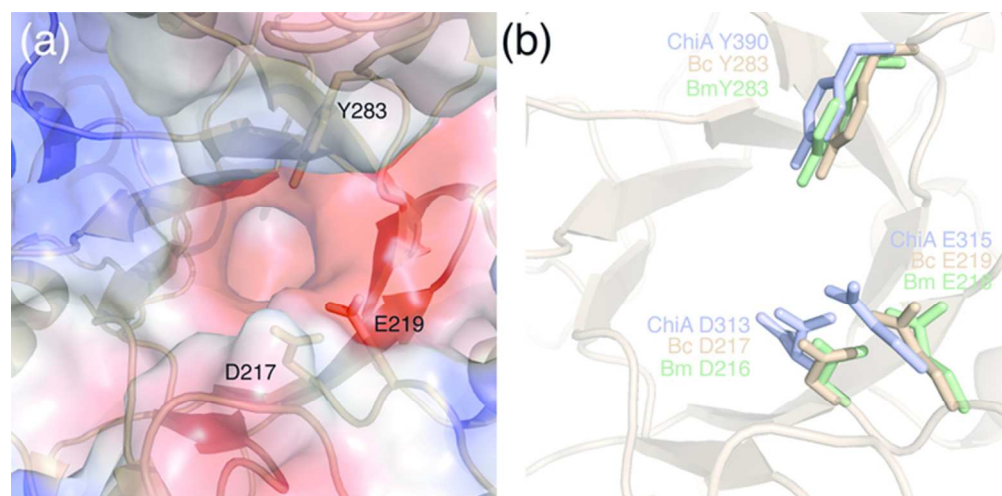 (a)
Y283
E219
D217
(b)
ChiA Y390
Bc Y283
BmY283
ChiA E315
Bc E219
Bm E218
ChiA D313
Bc D217
Bm D216